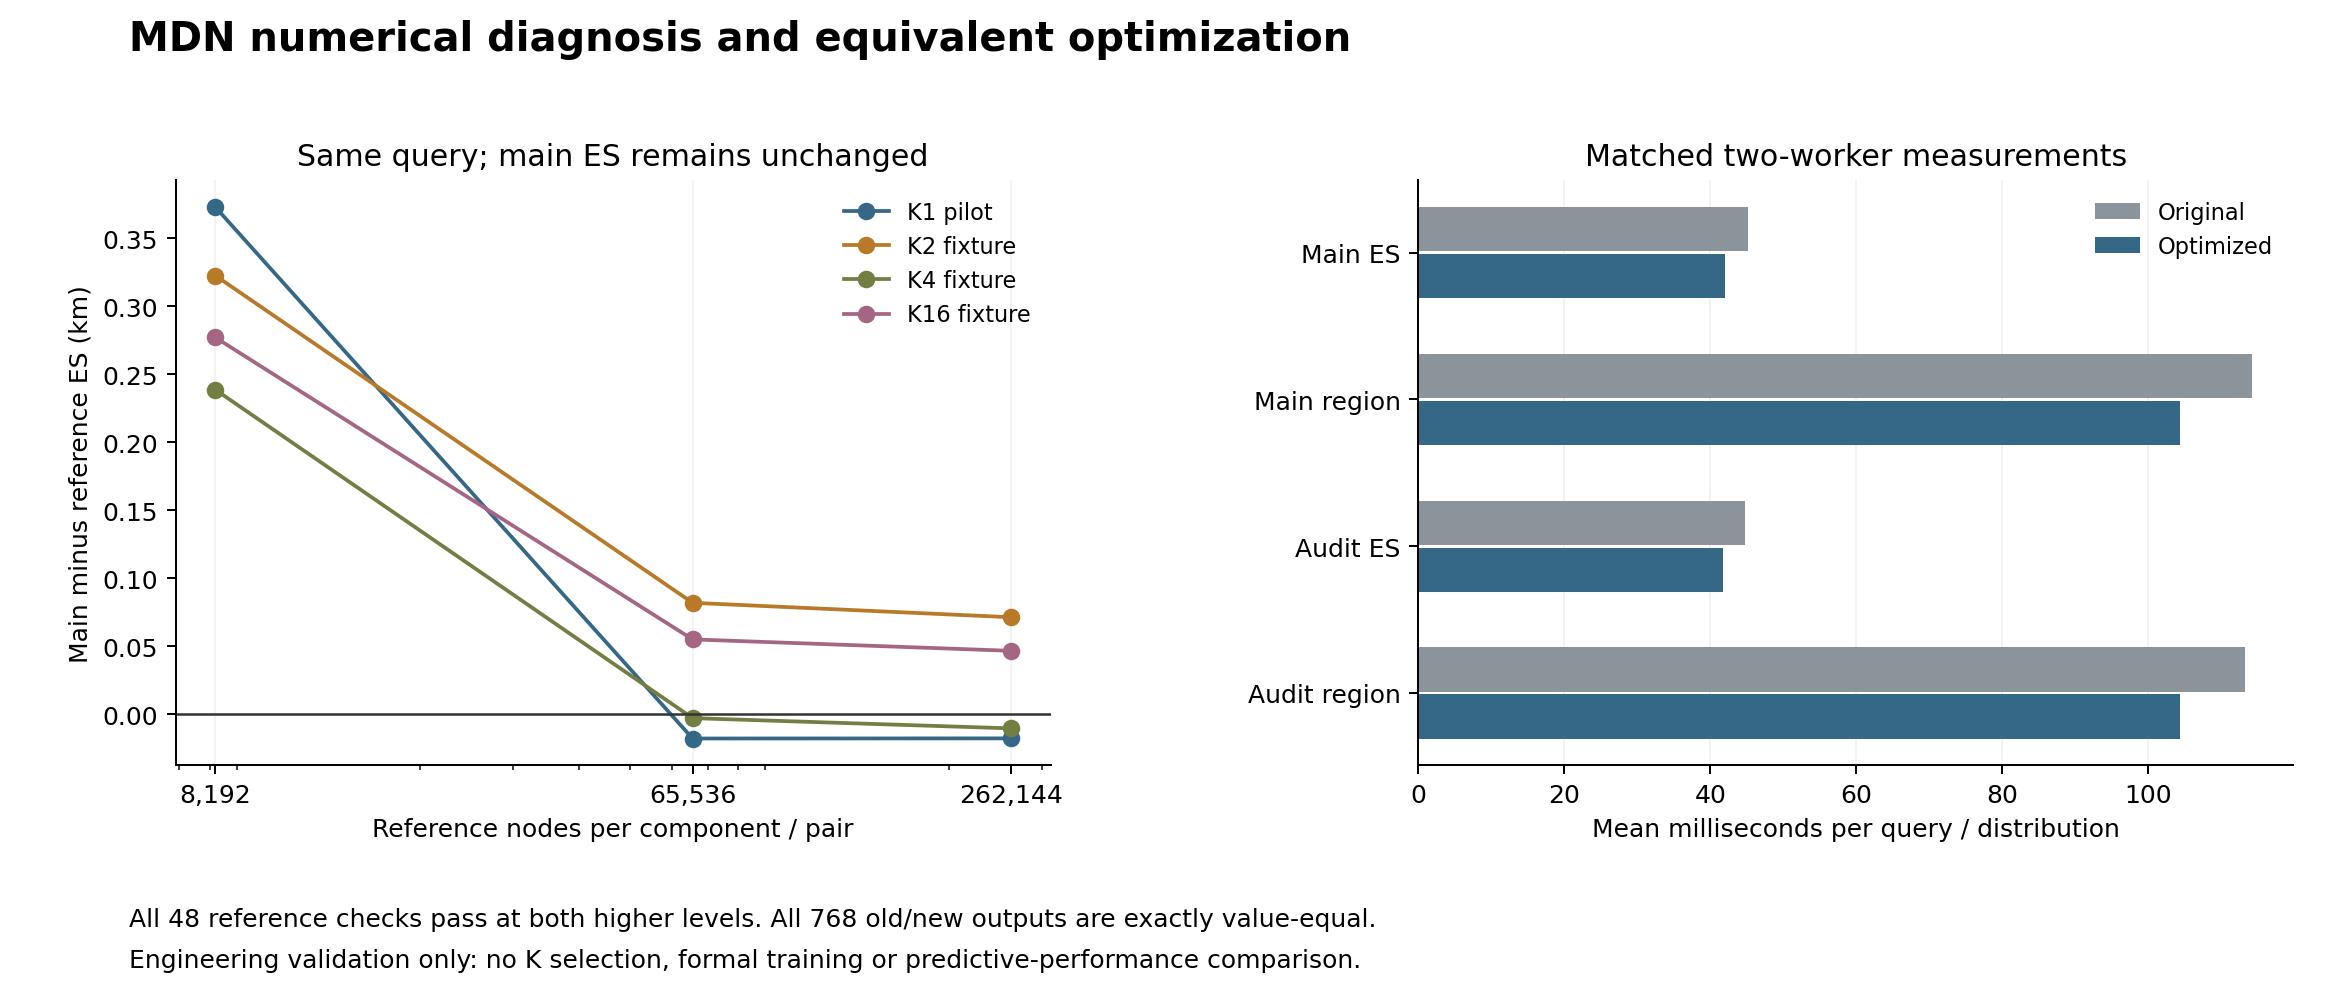 MDN numerical diagnosis and equivalent optimization
Same query; main ES remains unchanged
Main minus reference ES (km)
0.35
0.30
0.25
0.20
0.15
0.10
0.05
0.00
K1 pilot
K2 fixture
K4 fixture
K16 fixture
8,192
65,536
262,144
Reference nodes per component / pair
Matched two-worker measurements
Main ES
Main region
Audit ES
Audit region
Original
Optimized
0
20
40
60
80
100
Mean milliseconds per query / distribution
All 48 reference checks pass at both higher levels. All 768 old/new outputs are exactly value-equal.
Engineering validation only: no K selection, formal training or predictive-performance comparison.